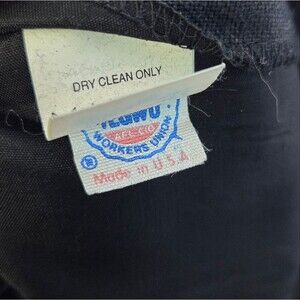 DRY CLEAN ONLY
ILGWU
AFL-CIO
WORKERS UNION
®
Made in U.S.A